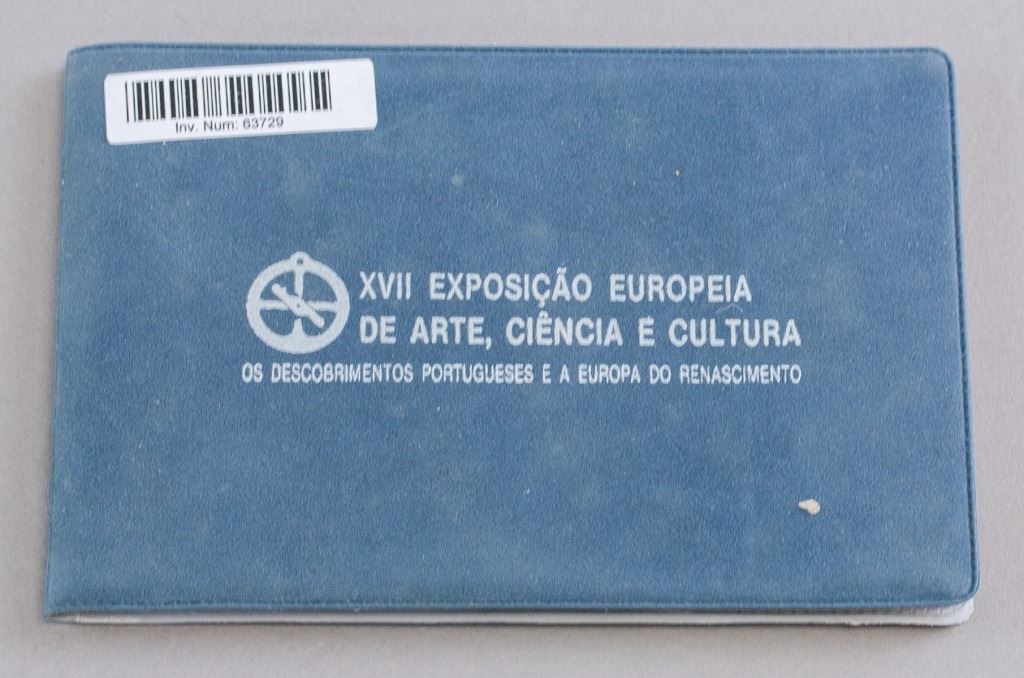 Inv. Num: 63729
XVII EXPOSIÇÃO EUROPEIA
DE ARTE, CIÊNCIA E CULTURA
OS DESCOBRIMENTOS PORTUGUESES E A EUROPA DO RENASCIMENTO